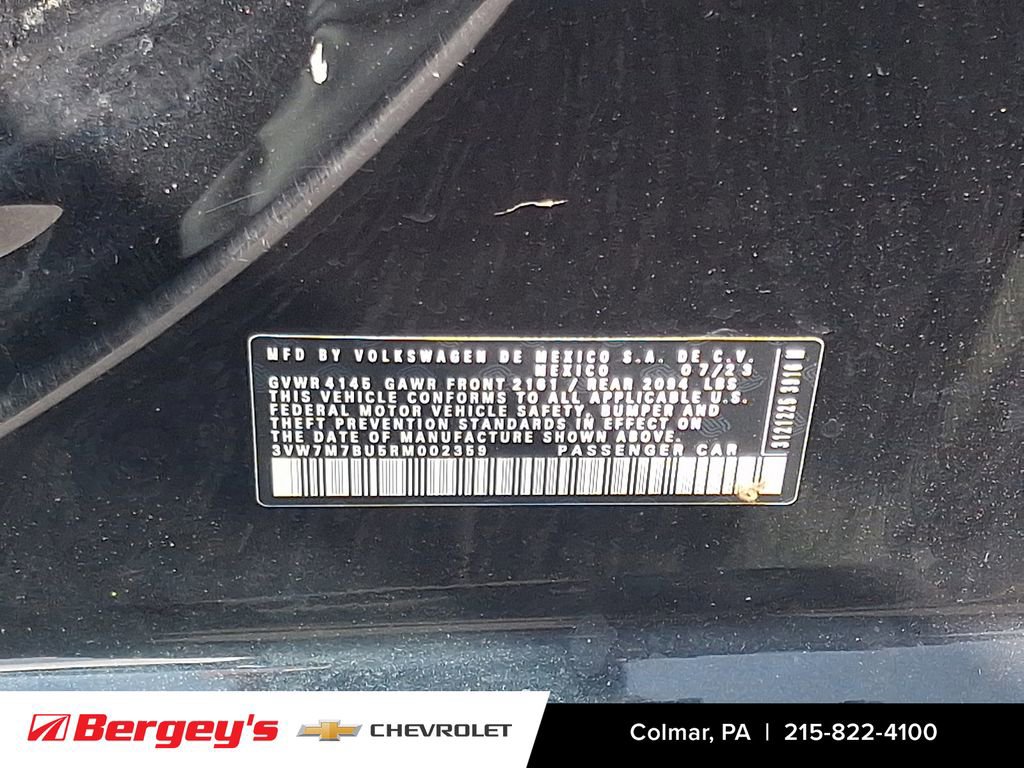 MFD BY VOLKSWAGEN DE MEXICO S.A. DE C.V.
MEXICO 07/23
GVWR 4145 GAWR FRONT 2161 / REAR 2094 LBS
THIS VEHICLE CONFORMS TO ALL APPLICABLE U.S.
FEDERAL MOTOR VEHICLE SAFETY, BUMPER AND
THEFT PREVENTION STANDARDS IN EFFECT ON
THE DATE OF MANUFACTURE SHOWN ABOVE.
3VW7M7BU5RM002359 PASSENGER CAR
Bergey's CHEVROLET
Colmar, PA | 215-822-4100